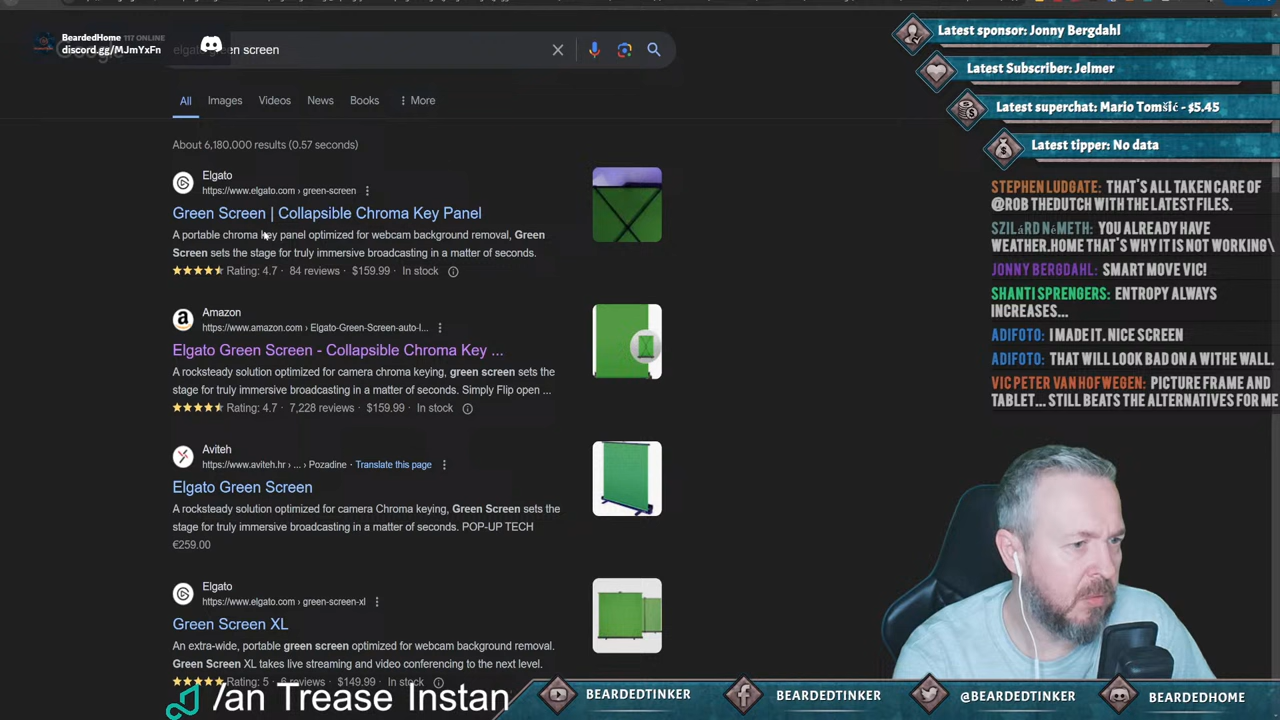 BeardedHome 117 ONLINE
discord.gg/MJmYxFn
en screen
All
Images
Videos
News
Books
More
About 6,180,000 results (0.57 seconds)
Elgato
https://www.elgato.com › green-screen
Green Screen | Collapsible Chroma Key Panel
A portable chroma key panel optimized for webcam background removal, Green
Screen sets the stage for truly immersive broadcasting in a matter of seconds.
Rating: 4.7 · 84 reviews · $159.99 · In stock
Amazon
https://www.amazon.com › Elgato-Green-Screen-auto-l...
Elgato Green Screen - Collapsible Chroma Key ...
A rocksteady solution optimized for camera chroma keying, green screen sets the
stage for truly immersive broadcasting in a matter of seconds. Simply Flip open ...
Rating: 4.7 · 7,228 reviews · $159.99 · In stock
Aviteh
https://www.aviteh.hr › ... › Pozadine · Translate this page
Elgato Green Screen
A rocksteady solution optimized for camera Chroma keying, Green Screen sets the
stage for truly immersive broadcasting in a matter of seconds. POP-UP TECH
€259.00
Elgato
https://www.elgato.com › green-screen-xl
Green Screen XL
An extra-wide, portable green screen optimized for webcam background removal.
Green Screen XL takes live streaming and video conferencing to the next level.
Rating: 5 · 6 reviews · $149.99 · In stock
Latest sponsor: Jonny Bergdahl
Latest Subscriber: Jelmer
Latest superchat: Mario Tomšić - $5.45
Latest tipper: No data
STEPHEN LUDGATE: THAT'S ALL TAKEN CARE OF
@ROB THEDUTCH WITH THE LATEST FILES.
SZILáRD NéMETH: YOU ALREADY HAVE
WEATHER.HOME THAT'S WHY IT IS NOT WORKING\
JONNY BERGDAHL: SMART MOVE VIC!
SHANTI SPRENGERS: ENTROPY ALWAYS
INCREASES...
ADIFOTO: I MADE IT. NICE SCREEN
ADIFOTO: THAT WILL LOOK BAD ON A WITHE WALL.
VIC PETER VAN HOFWEGEN: PICTURE FRAME AND
TABLET... STILL BEATS THE ALTERNATIVES FOR ME
/an Trease Instan
BEARDEDTINKER
BEARDEDTINKER
@BEARDEDTINKER
BEARDEDHOME